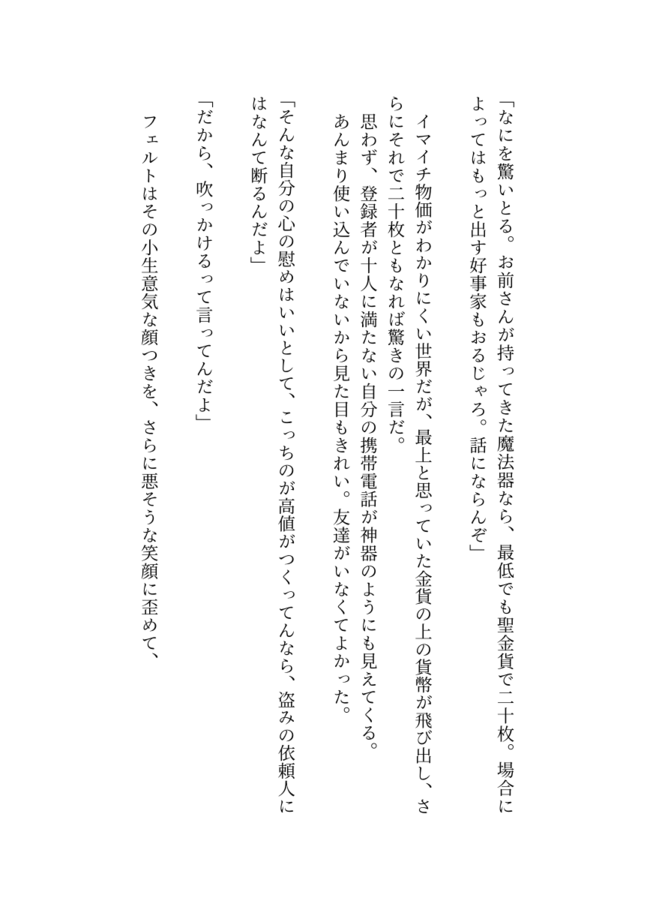 「なにを驚いとる。お前さんが持ってきた魔法器なら、最低でも聖金貨で二十枚。場合に
よってはもっと出す好事家もおるじゃろ。話にならんぞ」
イマイチ物価がわかりにくい世界だが、最上と思っていた金貨の上の貨幣が飛び出し、さ
らにそれで二十枚ともなれば驚きの一言だ。
思わず、登録者が十人に満たない自分の携帯電話が神器のようにも見えてくる。
あんまり使い込んでいないから見た目もきれい。友達がいなくてよかった。
「そんな自分の心の慰めはいいとして、こっちのが高値がつくってんなら、盗みの依頼人に
はなんて断るんだよ」
「だから、吹っかけるって言ってんだよ」
フェルトはその小生意気な顔つきを、さらに悪そうな笑顔に歪めて、